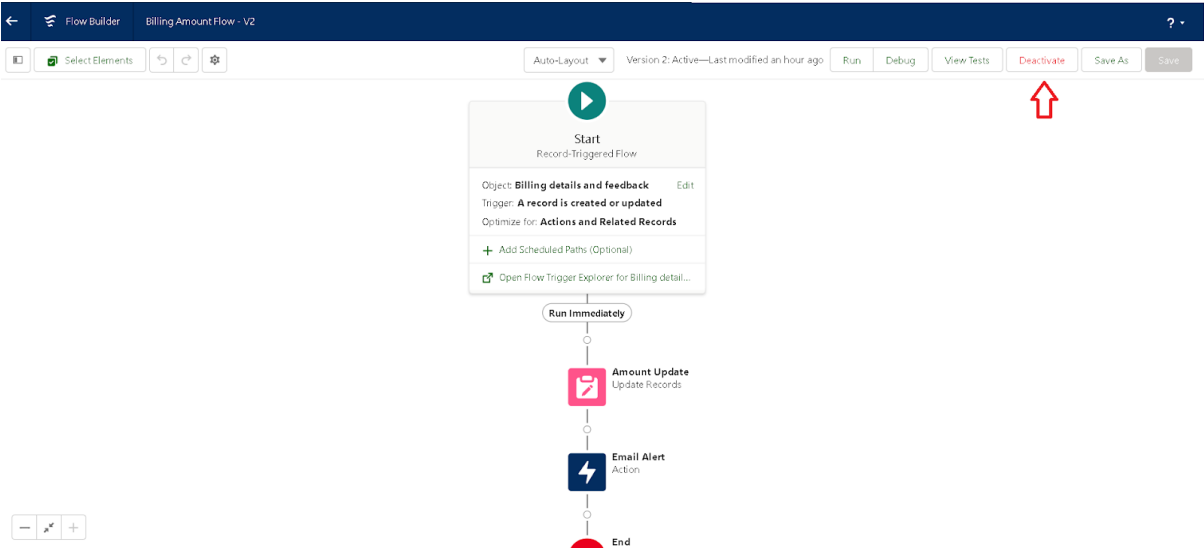 Flow Builder
Billing Amount Flow - V2
?
Select Elements
Auto-Layout
Version 2: Active—Last modified an hour ago
Run
Debug
View Tests
Deactivate
Save As
Save
Start
Record-Triggered Flow
Object: Billing details and feedback
Edit
Trigger: A record is created or updated
Optimize for: Actions and Related Records
+ Add Scheduled Paths (Optional)
Open Flow Trigger Explorer for Billing detail...
Run Immediately
Amount Update
Update Records
Email Alert
Action
End